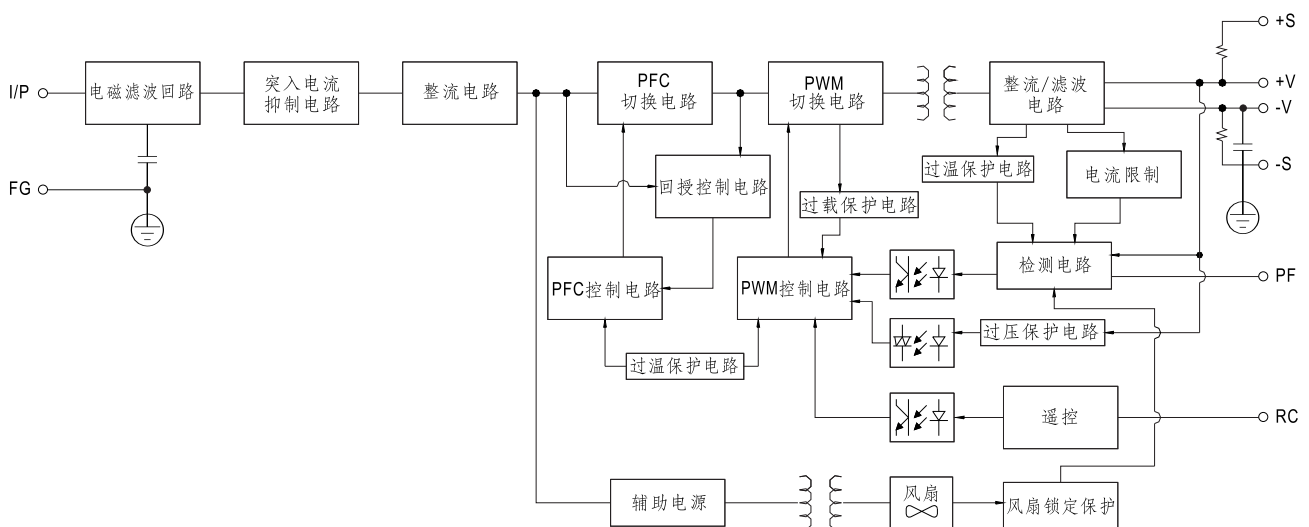 +S
I/P
电磁滤波回路
突入电流
抑制电路
整流电路
PFC
切换电路
PWM
切换电路
整流/滤波
电路
+V
-V
-S
FG
回授控制电路
过载保护电路
过温保护电路
电流限制
PFC控制电路
PWM控制电路
检测电路
PF
过温保护电路
过压保护电路
遥控
RC
辅助电源
风扇
风扇锁定保护